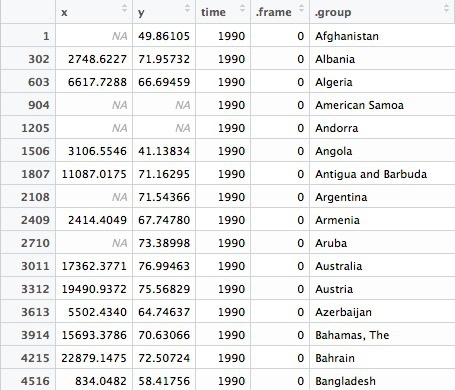 x y time .frame .group
1 NA 49.86105 1990 0 Afghanistan
302 2748.6227 71.95732 1990 0 Albania
603 6617.7288 66.69459 1990 0 Algeria
904 NA NA 1990 0 American Samoa
1205 NA NA 1990 0 Andorra
1506 3106.5546 41.13834 1990 0 Angola
1807 11087.0175 71.16295 1990 0 Antigua and Barbuda
2108 NA 71.54366 1990 0 Argentina
2409 2414.4049 67.74780 1990 0 Armenia
2710 NA 73.38998 1990 0 Aruba
3011 17362.3771 76.99463 1990 0 Australia
3312 19490.9372 75.56829 1990 0 Austria
3613 5502.4340 64.74637 1990 0 Azerbaijan
3914 15693.3786 70.63066 1990 0 Bahamas, The
4215 22879.1475 72.50724 1990 0 Bahrain
4516 834.0482 58.41756 1990 0 Bangladesh